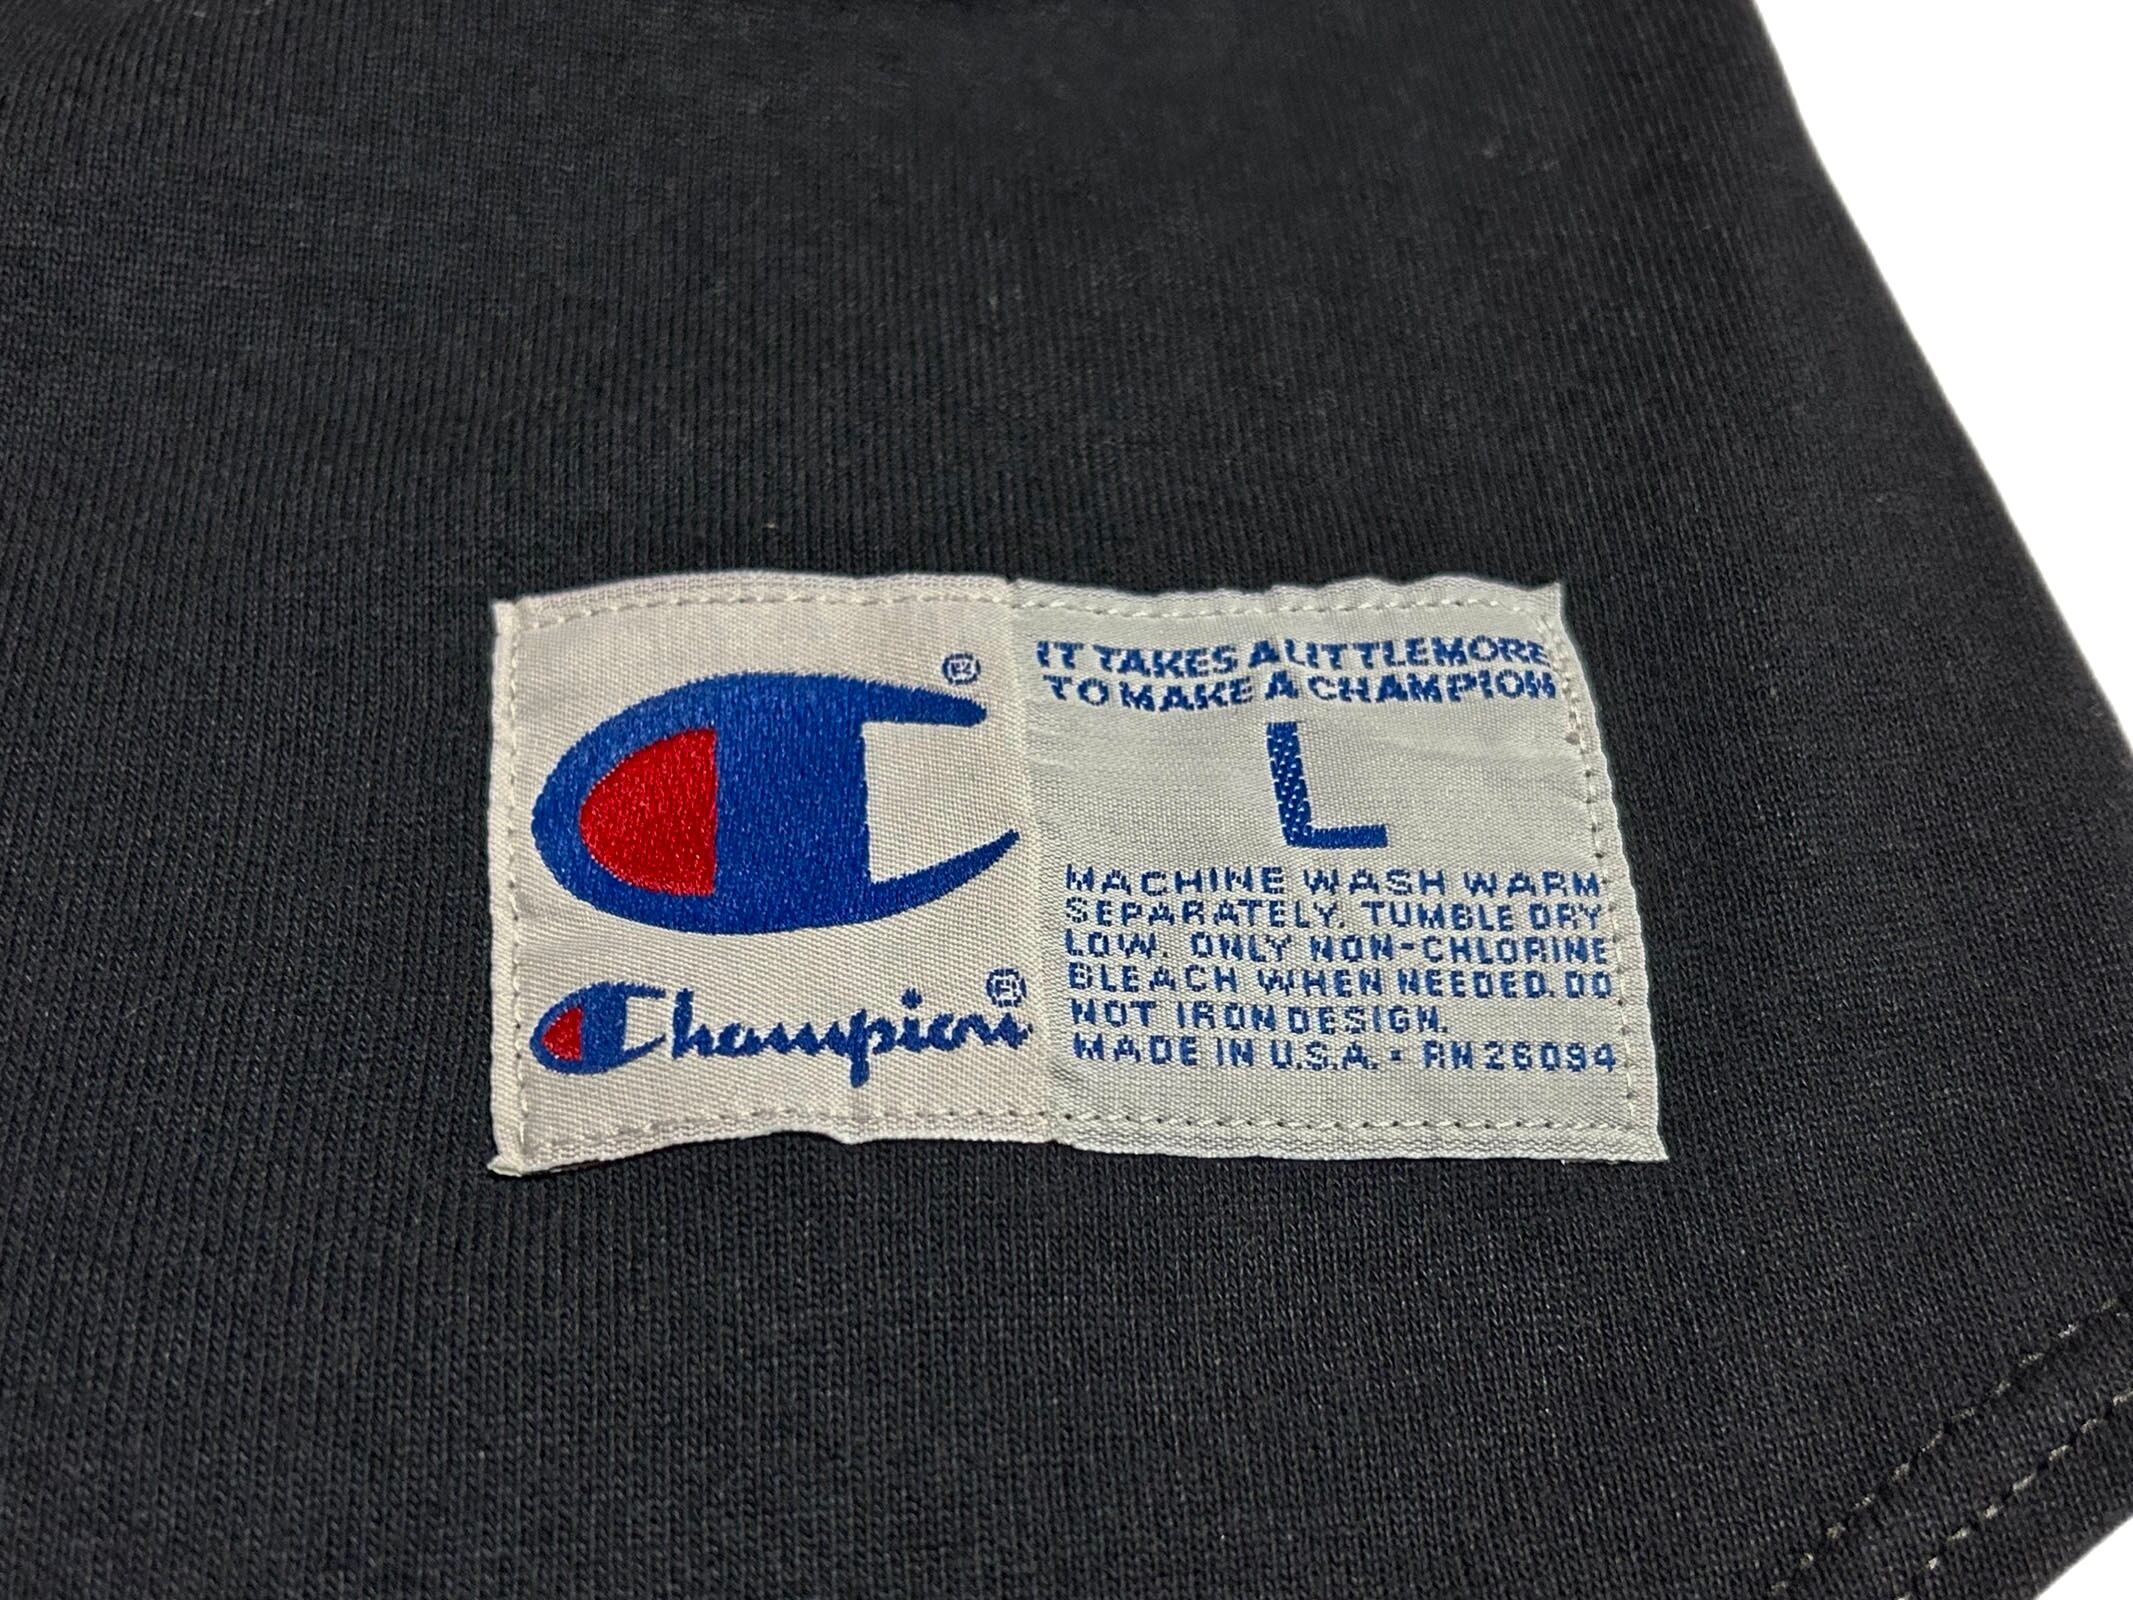 ®
Champion®
IT TAKES A LITTLE MORE
TO MAKE A CHAMPION
L
MACHINE WASH WARM
SEPARATELY. TUMBLE DRY
LOW. ONLY NON-CHLORINE
BLEACH WHEN NEEDED. DO
NOT IRON DESIGN.
MADE IN U.S.A. - RN 26094